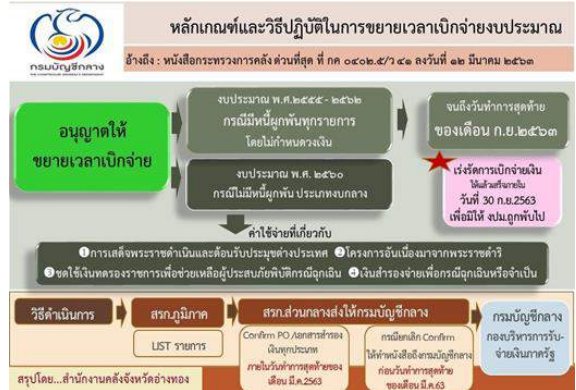 หลักเกณฑ์และวิธีปฏิบัติในการขยายเวลาเบิกจ่ายงบประมาณ
กรมบัญชีกลาง
อ้างถึง : หนังสือกระทรวงการคลัง ด่วนที่สุด ที่ กค ๐๔๐๒.๕/ว ๔๑ ลงวันที่ ๑๒ มีนาคม ๒๕๖๓
อนุญาตให้
ขยายเวลาเบิกจ่าย
งบประมาณ พ.ศ.๒๕๕๕ - ๒๕๖๒
กรณีมีหนี้ผูกพันทุกรายการ
โดยไม่กำหนดวงเงิน
จนถึงวันทำการสุดท้าย
ของเดือน ก.ย.๒๕๖๓
งบประมาณ พ.ศ. ๒๕๖๐
กรณีไม่มีหนี้ผูกพัน ประเภทงบกลาง
เร่งรัดการเบิกจ่ายเงิน
ให้แล้วเสร็จภายใน
วันที่ 30 ก.ย.2563
เพื่อมิให้ งปม.ถูกพับไป
ค่าใช้จ่ายที่เกี่ยวกับ
❶การเสด็จพระราชดำเนินและต้อนรับประมุขต่างประเทศ ❷โครงการอันเนื่องมาจากพระราชดำริ
❸ชดใช้เงินทดรองราชการเพื่อช่วยเหลือผู้ประสบภัยพิบัติกรณีฉุกเฉิน ❹เงินสำรองจ่ายเพื่อกรณีฉุกเฉินหรือจำเป็น
วิธีดำเนินการ
สรก.ภูมิภาค
LIST รายการ
สรก.ส่วนกลางส่งให้กรมบัญชีกลาง
Confirm PO /เอกสารสำรอง
เงินทุกประเภท
ภายในวันทำการสุดท้ายของ
เดือน มี.ค.2563
กรณียกเลิก Confirm
ให้ทำหนังสือถึงกรมบัญชีกลาง
ก่อนวันทำการสุดท้าย
ของเดือน มี.ค.63
กรมบัญชีกลาง
กองบริหารการรับ-
จ่ายเงินภาครัฐ
สรุปโดย...สำนักงานคลังจังหวัดอ่างทอง